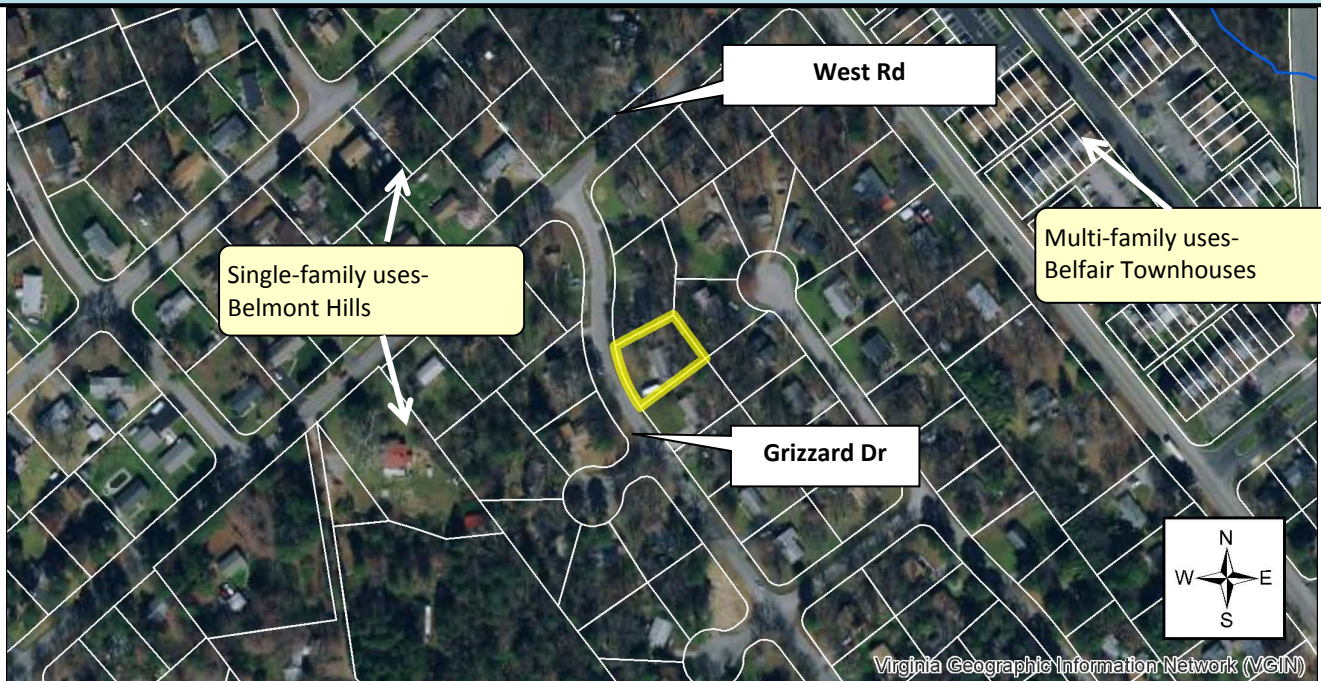 West Rd
Single-family uses-
Belmont Hills
Multi-family uses-
Belfair Townhouses
Grizzard Dr
N
W E
S
Virginia Geographic Information Network (VGIN)